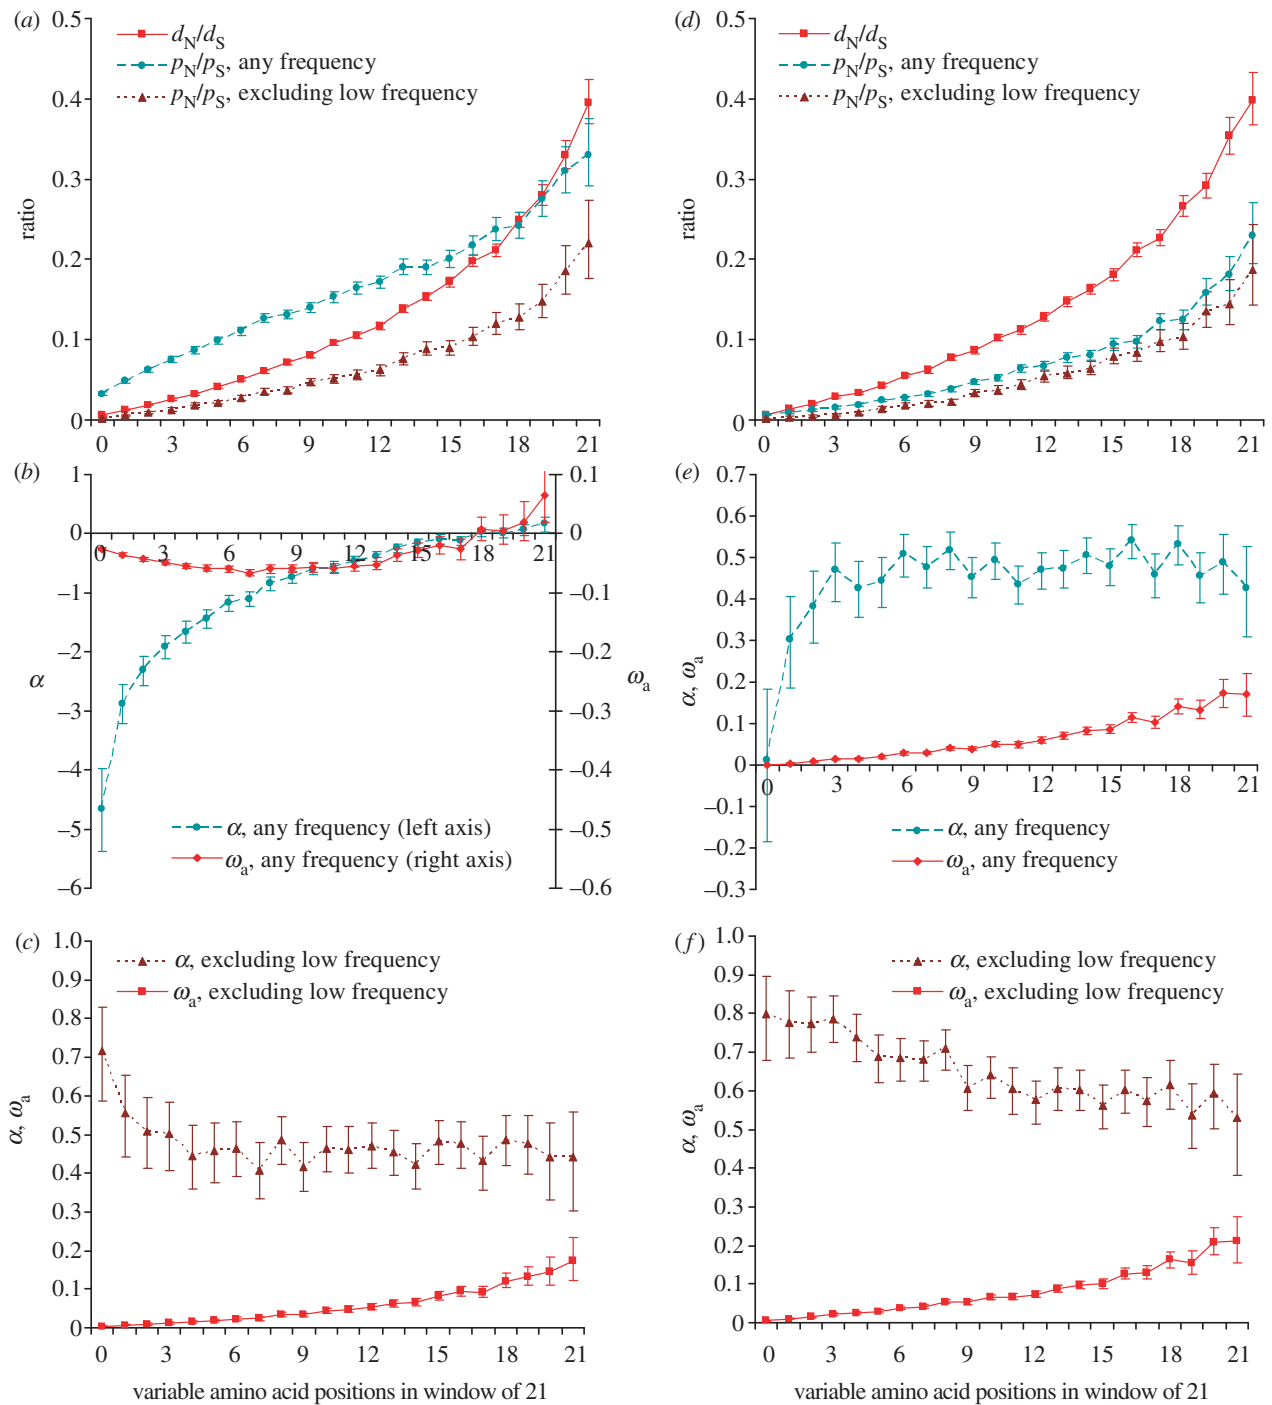 (a)
0.5
0.4
0.3
0.2
0.1
0
ratio
dN/dS
pN/pS, any frequency
pN/pS, excluding low frequency
0 3 6 9 12 15 18 21
(d)
0.5
0.4
0.3
0.2
0.1
0
ratio
dN/dS
pN/pS, any frequency
pN/pS, excluding low frequency
0 3 6 9 12 15 18 21
(b)
1
0
–1
–2
–3
–4
–5
–6
α
0 3 6 9 12 15 18 21
0.1
0
–0.1
–0.2
–0.3
–0.4
–0.5
–0.6
ωa
α, any frequency (left axis)
ωa, any frequency (right axis)
(e)
0.7
0.6
0.5
0.4
0.3
0.2
0.1
0
–0.1
–0.2
–0.3
α, ωa
0 3 6 9 12 15 18 21
α, any frequency
ωa, any frequency
(c)
1.0
0.9
0.8
0.7
0.6
0.5
0.4
0.3
0.2
0.1
0
α, ωa
α, excluding low frequency
ωa, excluding low frequency
0 3 6 9 12 15 18 21
variable amino acid positions in window of 21
(f)
1.0
0.9
0.8
0.7
0.6
0.5
0.4
0.3
0.2
0.1
0
α, ωa
α, excluding low frequency
ωa, excluding low frequency
0 3 6 9 12 15 18 21
variable amino acid positions in window of 21